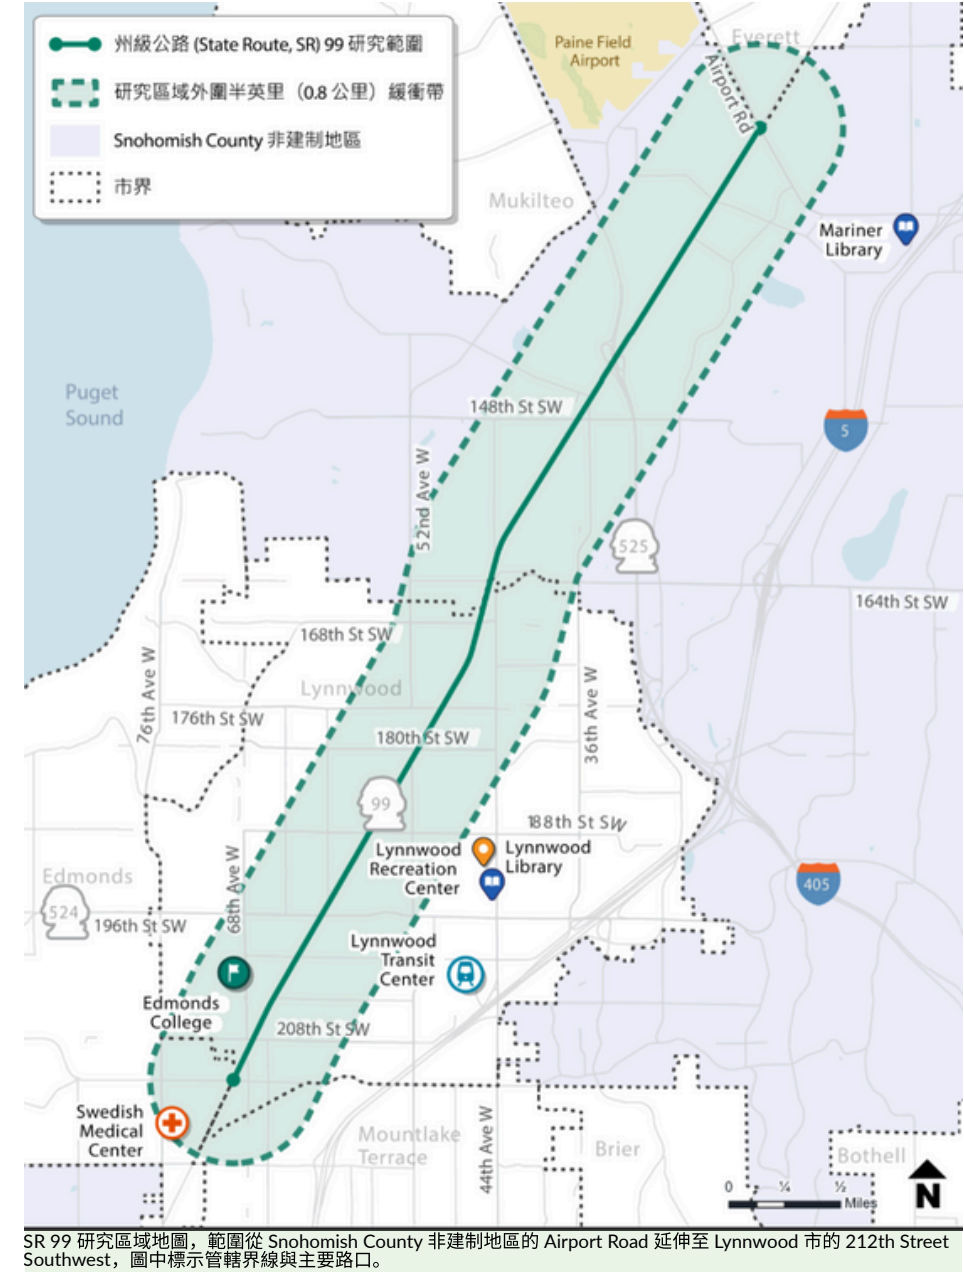 州級公路 (State Route, SR) 99 研究範圍
研究區域外圍半英里（0.8 公里）緩衝帶
Snohomish County 非建制地區
市界
Paine Field
Airport
Everett
Airport Rd
Mukilteo
Mariner
Library
Puget
Sound
148th St SW
5
52nd Ave W
525
164th St SW
168th St SW
76th Ave W
Lynnwood
36th Ave W
176th St SW
180th St SW
99
188th St SW
Lynnwood
Recreation
Center
Lynnwood
Library
Edmonds
68th Ave W
405
524
196th St SW
Lynnwood
Transit
Center
Edmonds
College
208th St SW
Swedish
Medical
Center
Mountlake
Terrace
44th Ave W
Brier
Bothell
0 ¼ ½
Miles
N
SR 99 研究區域地圖，範圍從 Snohomish County 非建制地區的 Airport Road 延伸至 Lynnwood 市的 212th Street
Southwest，圖中標示管轄界線與主要路口。